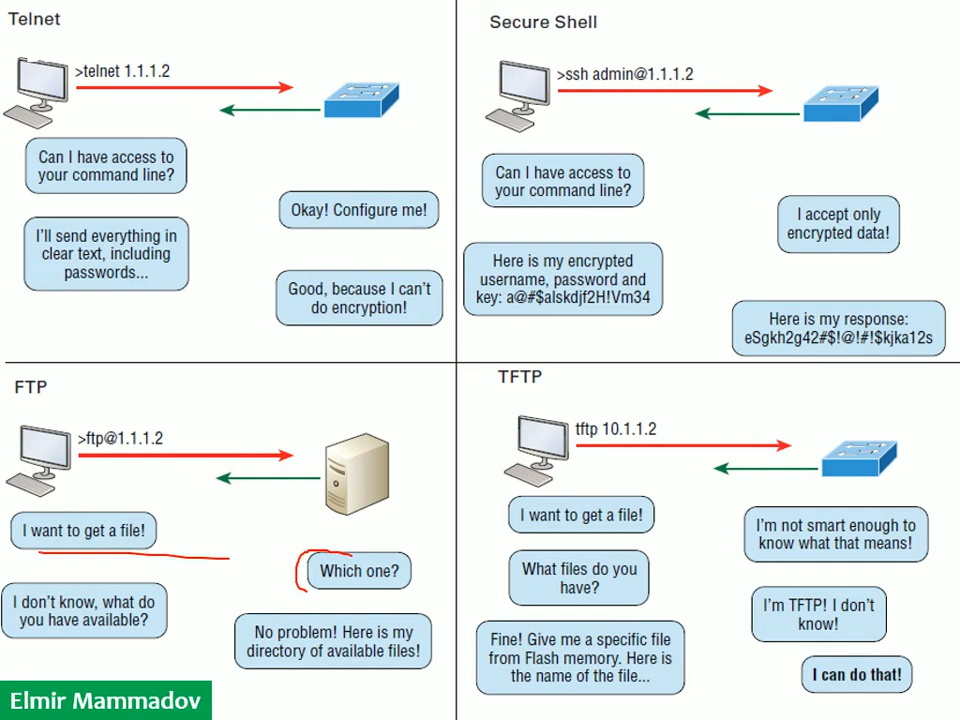 Telnet
>telnet 1.1.1.2
Can I have access to
your command line?
Okay! Configure me!
I'll send everything in
clear text, including
passwords...
Good, because I can't
do encryption!
Secure Shell
>ssh admin@1.1.1.2
Can I have access to
your command line?
I accept only
encrypted data!
Here is my encrypted
username, password and
key: a@#$alskdjf2H!Vm34
Here is my response:
eSgkh2g42#$!@!#!$kjka12s
FTP
>ftp@1.1.1.2
I want to get a file!
Which one?
I don't know, what do
you have available?
No problem! Here is my
directory of available files!
TFTP
tftp 10.1.1.2
I want to get a file!
I'm not smart enough to
know what that means!
What files do you
have?
I'm TFTP! I don't
know!
Fine! Give me a specific file
from Flash memory. Here is
the name of the file...
I can do that!
Elmir Mammadov